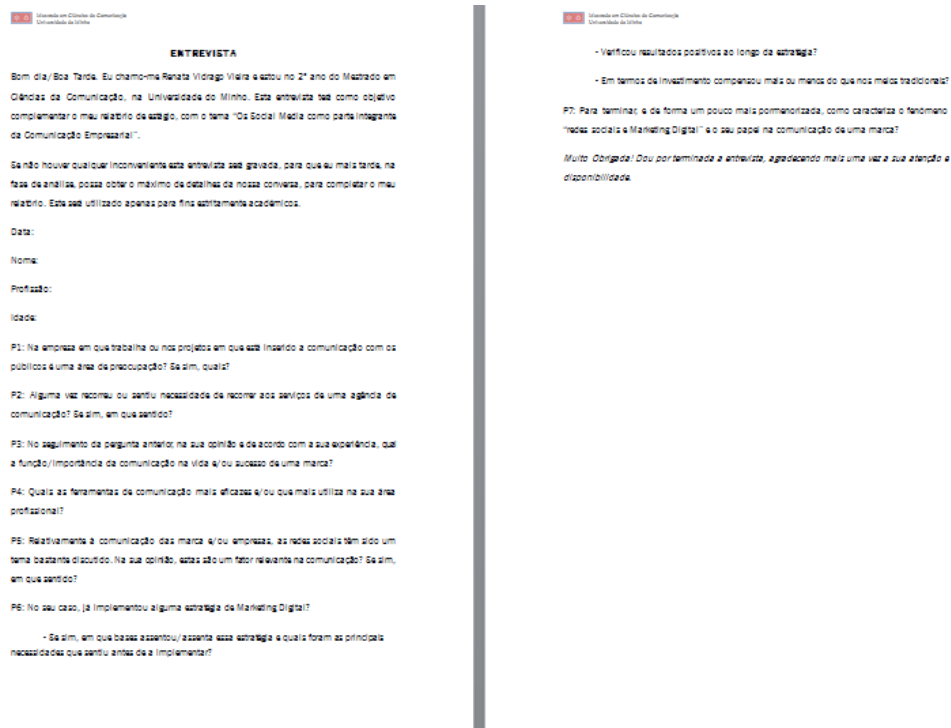 Mestrado em Ciências da Comunicação
Universidade do Minho
ENTREVISTA
Bom dia/Boa Tarde. Eu chamo-me Renata Vidrago Vieira e estou no 2º ano do Mestrado em
Ciências da Comunicação, na Universidade do Minho. Esta entrevista terá como objetivo
complementar o meu relatório de estágio, com o tema “Os Social Media como parte integrante
da Comunicação Empresarial”.
Se não houver qualquer inconveniente esta entrevista será gravada, para que eu mais tarde, na
fase de análise, possa obter o máximo de detalhes da nossa conversa, para completar o meu
relatório. Este será utilizado apenas para fins estritamente académicos.
Data:
Nome:
Profissão:
Idade:
P1: Na empresa em que trabalha ou nos projetos em que está inserido a comunicação com os
públicos é uma área de preocupação? Se sim, quais?
P2: Alguma vez recorreu ou sentiu necessidade de recorrer aos serviços de uma agência de
comunicação? Se sim, em que sentido?
P3: No seguimento da pergunta anterior, na sua opinião e de acordo com a sua experiência, qual
a função/importância da comunicação na vida e/ou sucesso de uma marca?
P4: Quais as ferramentas de comunicação mais eficazes e/ou que mais utiliza na sua área
profissional?
P5: Relativamente à comunicação das marca e/ou empresas, as redes sociais têm sido um
tema bastante discutido. Na sua opinião, estas são um fator relevante na comunicação? Se sim,
em que sentido?
P6: No seu caso, já implementou alguma estratégia de Marketing Digital?
- Se sim, em que bases assentou/assenta essa estratégia e quais foram as principais
necessidades que sentiu antes de a implementar?
Mestrado em Ciências da Comunicação
Universidade do Minho
- Verificou resultados positivos ao longo da estratégia?
- Em termos de investimento compensou mais ou menos do que nos meios tradicionais?
P7: Para terminar, e de forma um pouco mais pormenorizada, como caracteriza o fenómeno
“redes sociais e Marketing Digital” e o seu papel na comunicação de uma marca?
Muito Obrigada! Dou por terminada a entrevista, agradecendo mais uma vez a sua atenção e
disponibilidade.